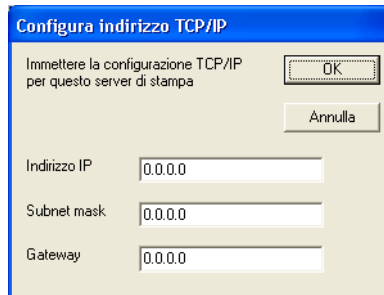 Configura indirizzo TCP/IP
Immettere la configurazione TCP/IP
per questo server di stampa
OK
Annulla
Indirizzo IP
0.0.0.0
Subnet mask
0.0.0.0
Gateway
0.0.0.0